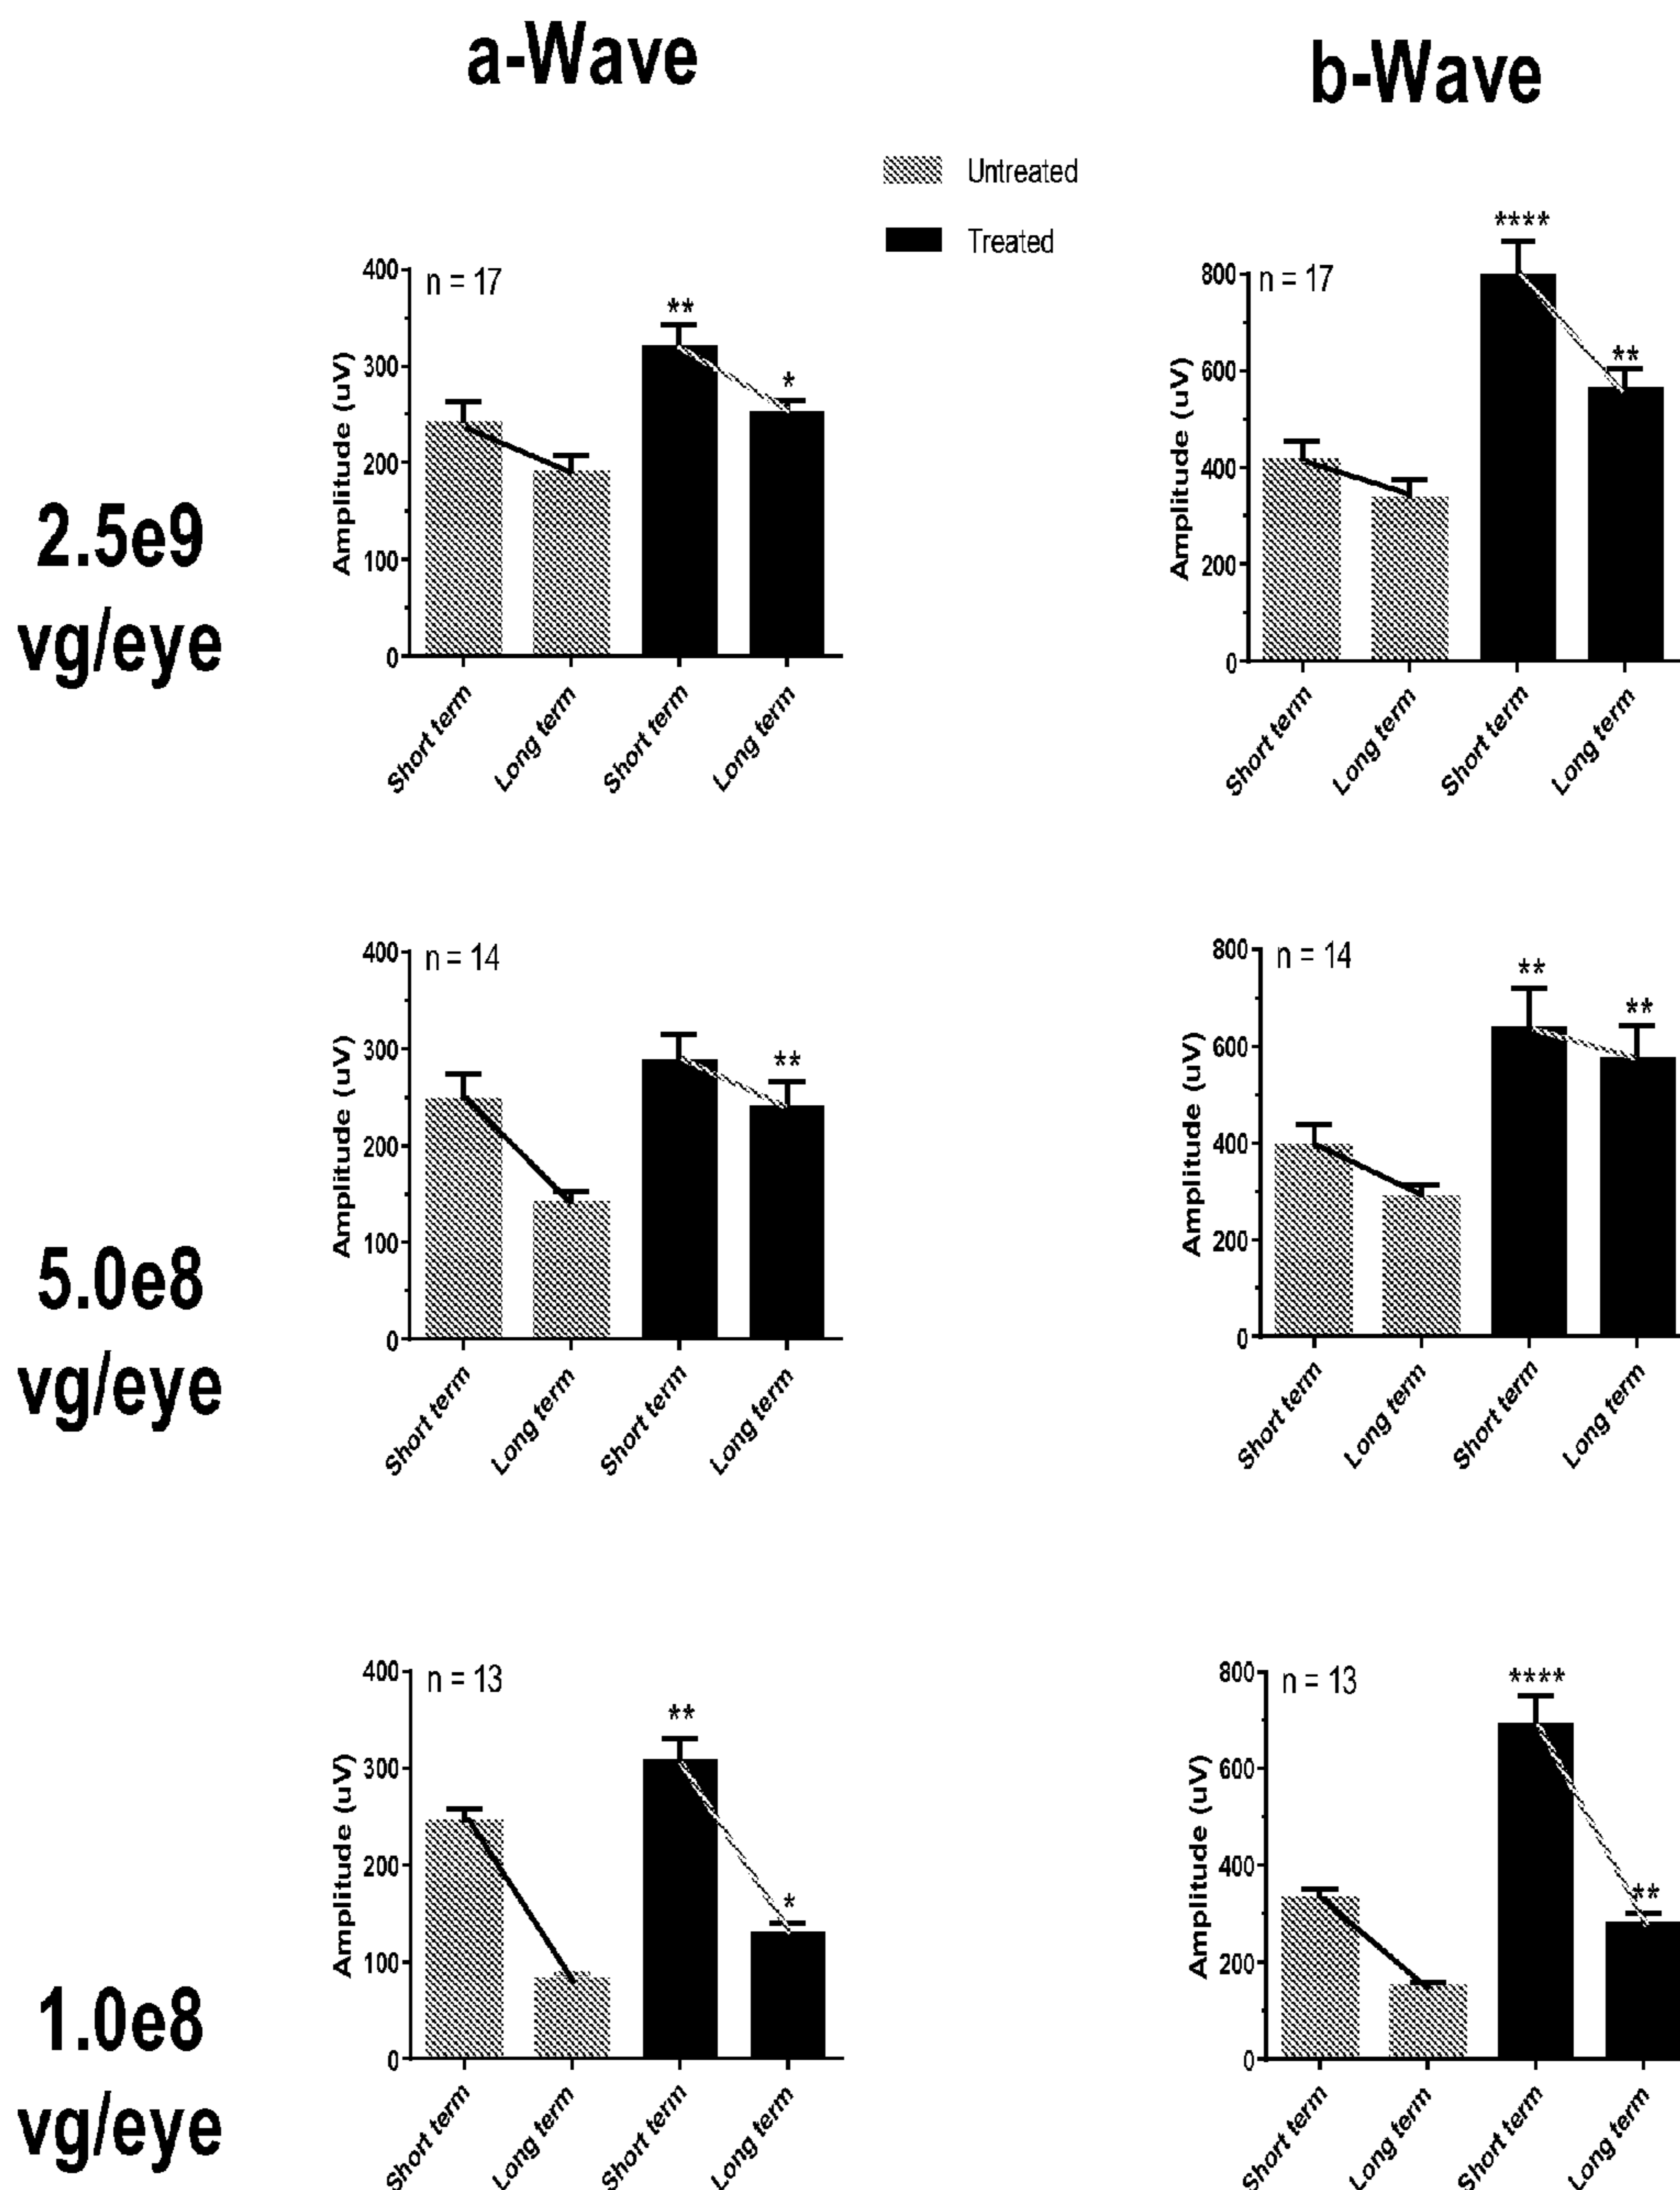 a-Wave
b-Wave
Untreated
Treated
2.5e9
vg/eye
n = 17
**
*
Amplitude (uV)
400
300
200
100
0
Short term
Long term
Short term
Long term
n = 17
****
**
Amplitude (uV)
800
600
400
200
0
Short term
Long term
Short term
Long term
5.0e8
vg/eye
n = 14
**
Amplitude (uV)
400
300
200
100
0
Short term
Long term
Short term
Long term
n = 14
**
**
Amplitude (uV)
800
600
400
200
0
Short term
Long term
Short term
Long term
1.0e8
vg/eye
n = 13
**
*
Amplitude (uV)
400
300
200
100
0
Short term
Long term
Short term
Long term
n = 13
****
**
Amplitude (uV)
800
600
400
200
0
Short term
Long term
Short term
Long term